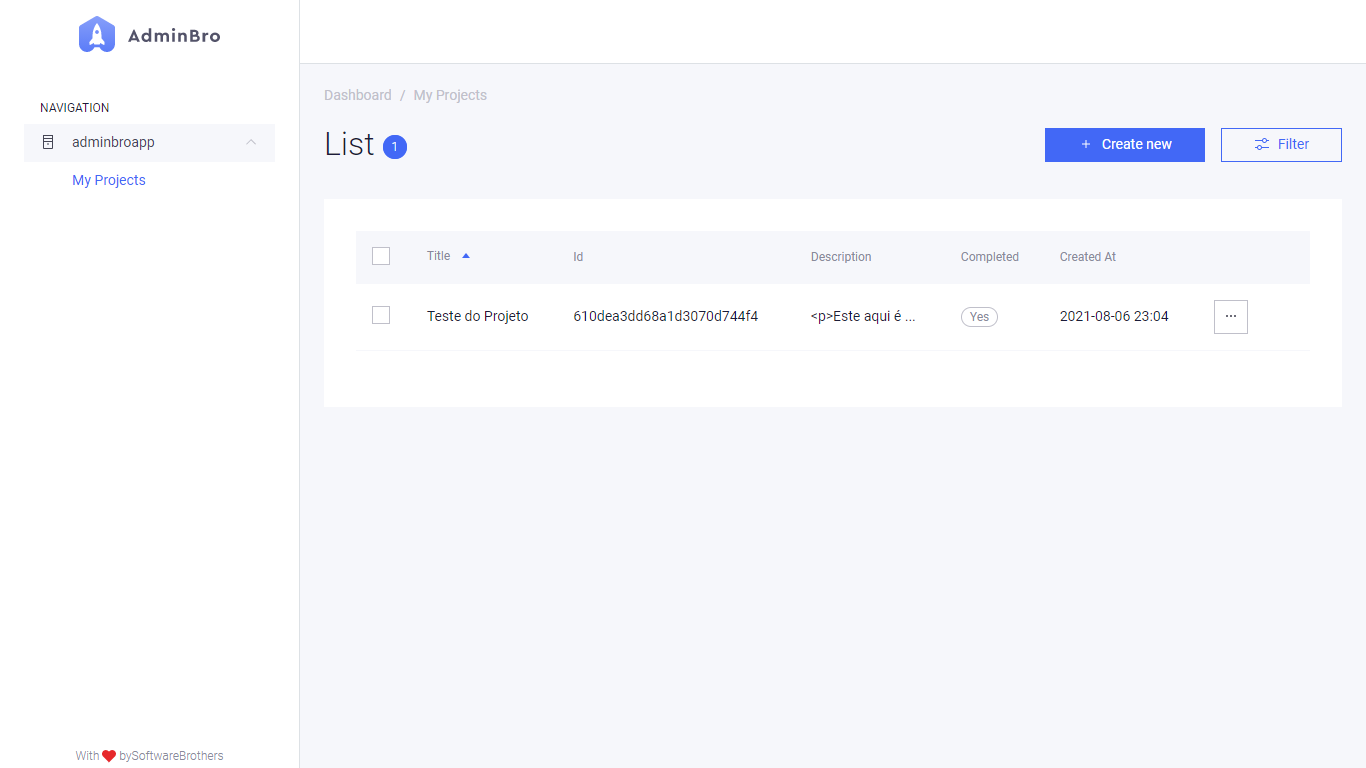 AdminBro
NAVIGATION
adminbroapp
My Projects
With bySoftwareBrothers
Dashboard / My Projects
List 1
+ Create new
Filter
Title Id Description Completed Created At
Teste do Projeto 610dea3dd68a1d3070d744f4 <p>Este aqui é ... Yes 2021-08-06 23:04 ...